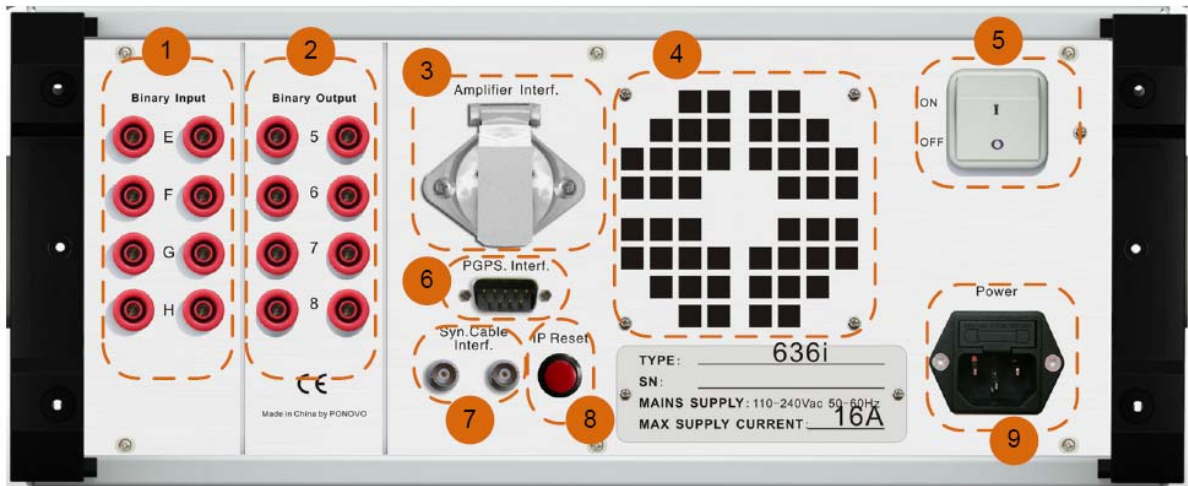 1
Binary Input
E
F
G
H
2
Binary Output
5
6
7
8
CE
Made in China by PONOVO
3
Amplifier Interf.
4
5
ON
OFF
I
O
6
PGPS. Interf.
Syn.Cable
Interf.
7
IP Reset
8
TYPE: 636i
SN:
MAINS SUPPLY: 110-240Vac 50-60Hz
MAX SUPPLY CURRENT: 16A
Power
9